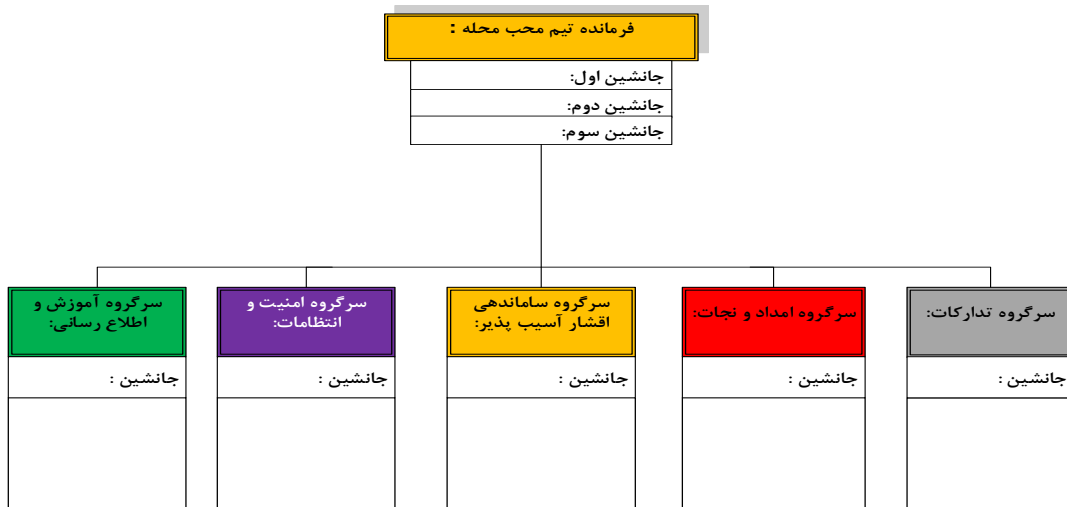 فرمانده تیم محب محله :
جانشین اول:
جانشین دوم:
جانشین سوم:
سرگروه تدارکات:
جانشین :
سرگروه امداد و نجات:
جانشین :
سرگروه ساماندهی
اقشار آسیب پذیر:
جانشین :
سرگروه امنیت و
انتظامات:
جانشین :
سرگروه آموزش و
اطلاع رسانی:
جانشین :